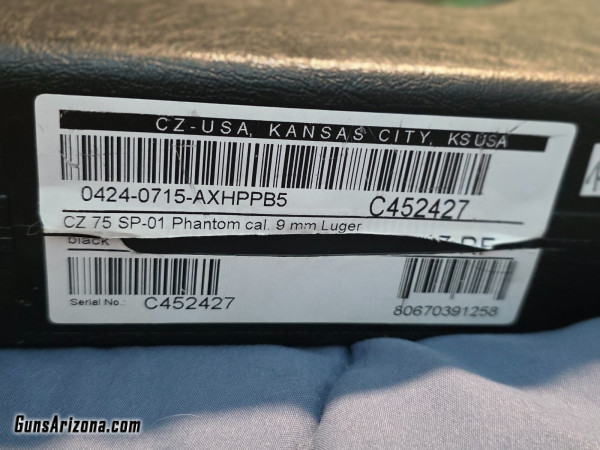 CZ-USA, KANSAS CITY, KS USA
0424-0715-AXHPPB5 C452427
CZ 75 SP-01 Phantom cal. 9 mm Luger
black
Serial No.: C452427 80670391258
GunsArizona.com